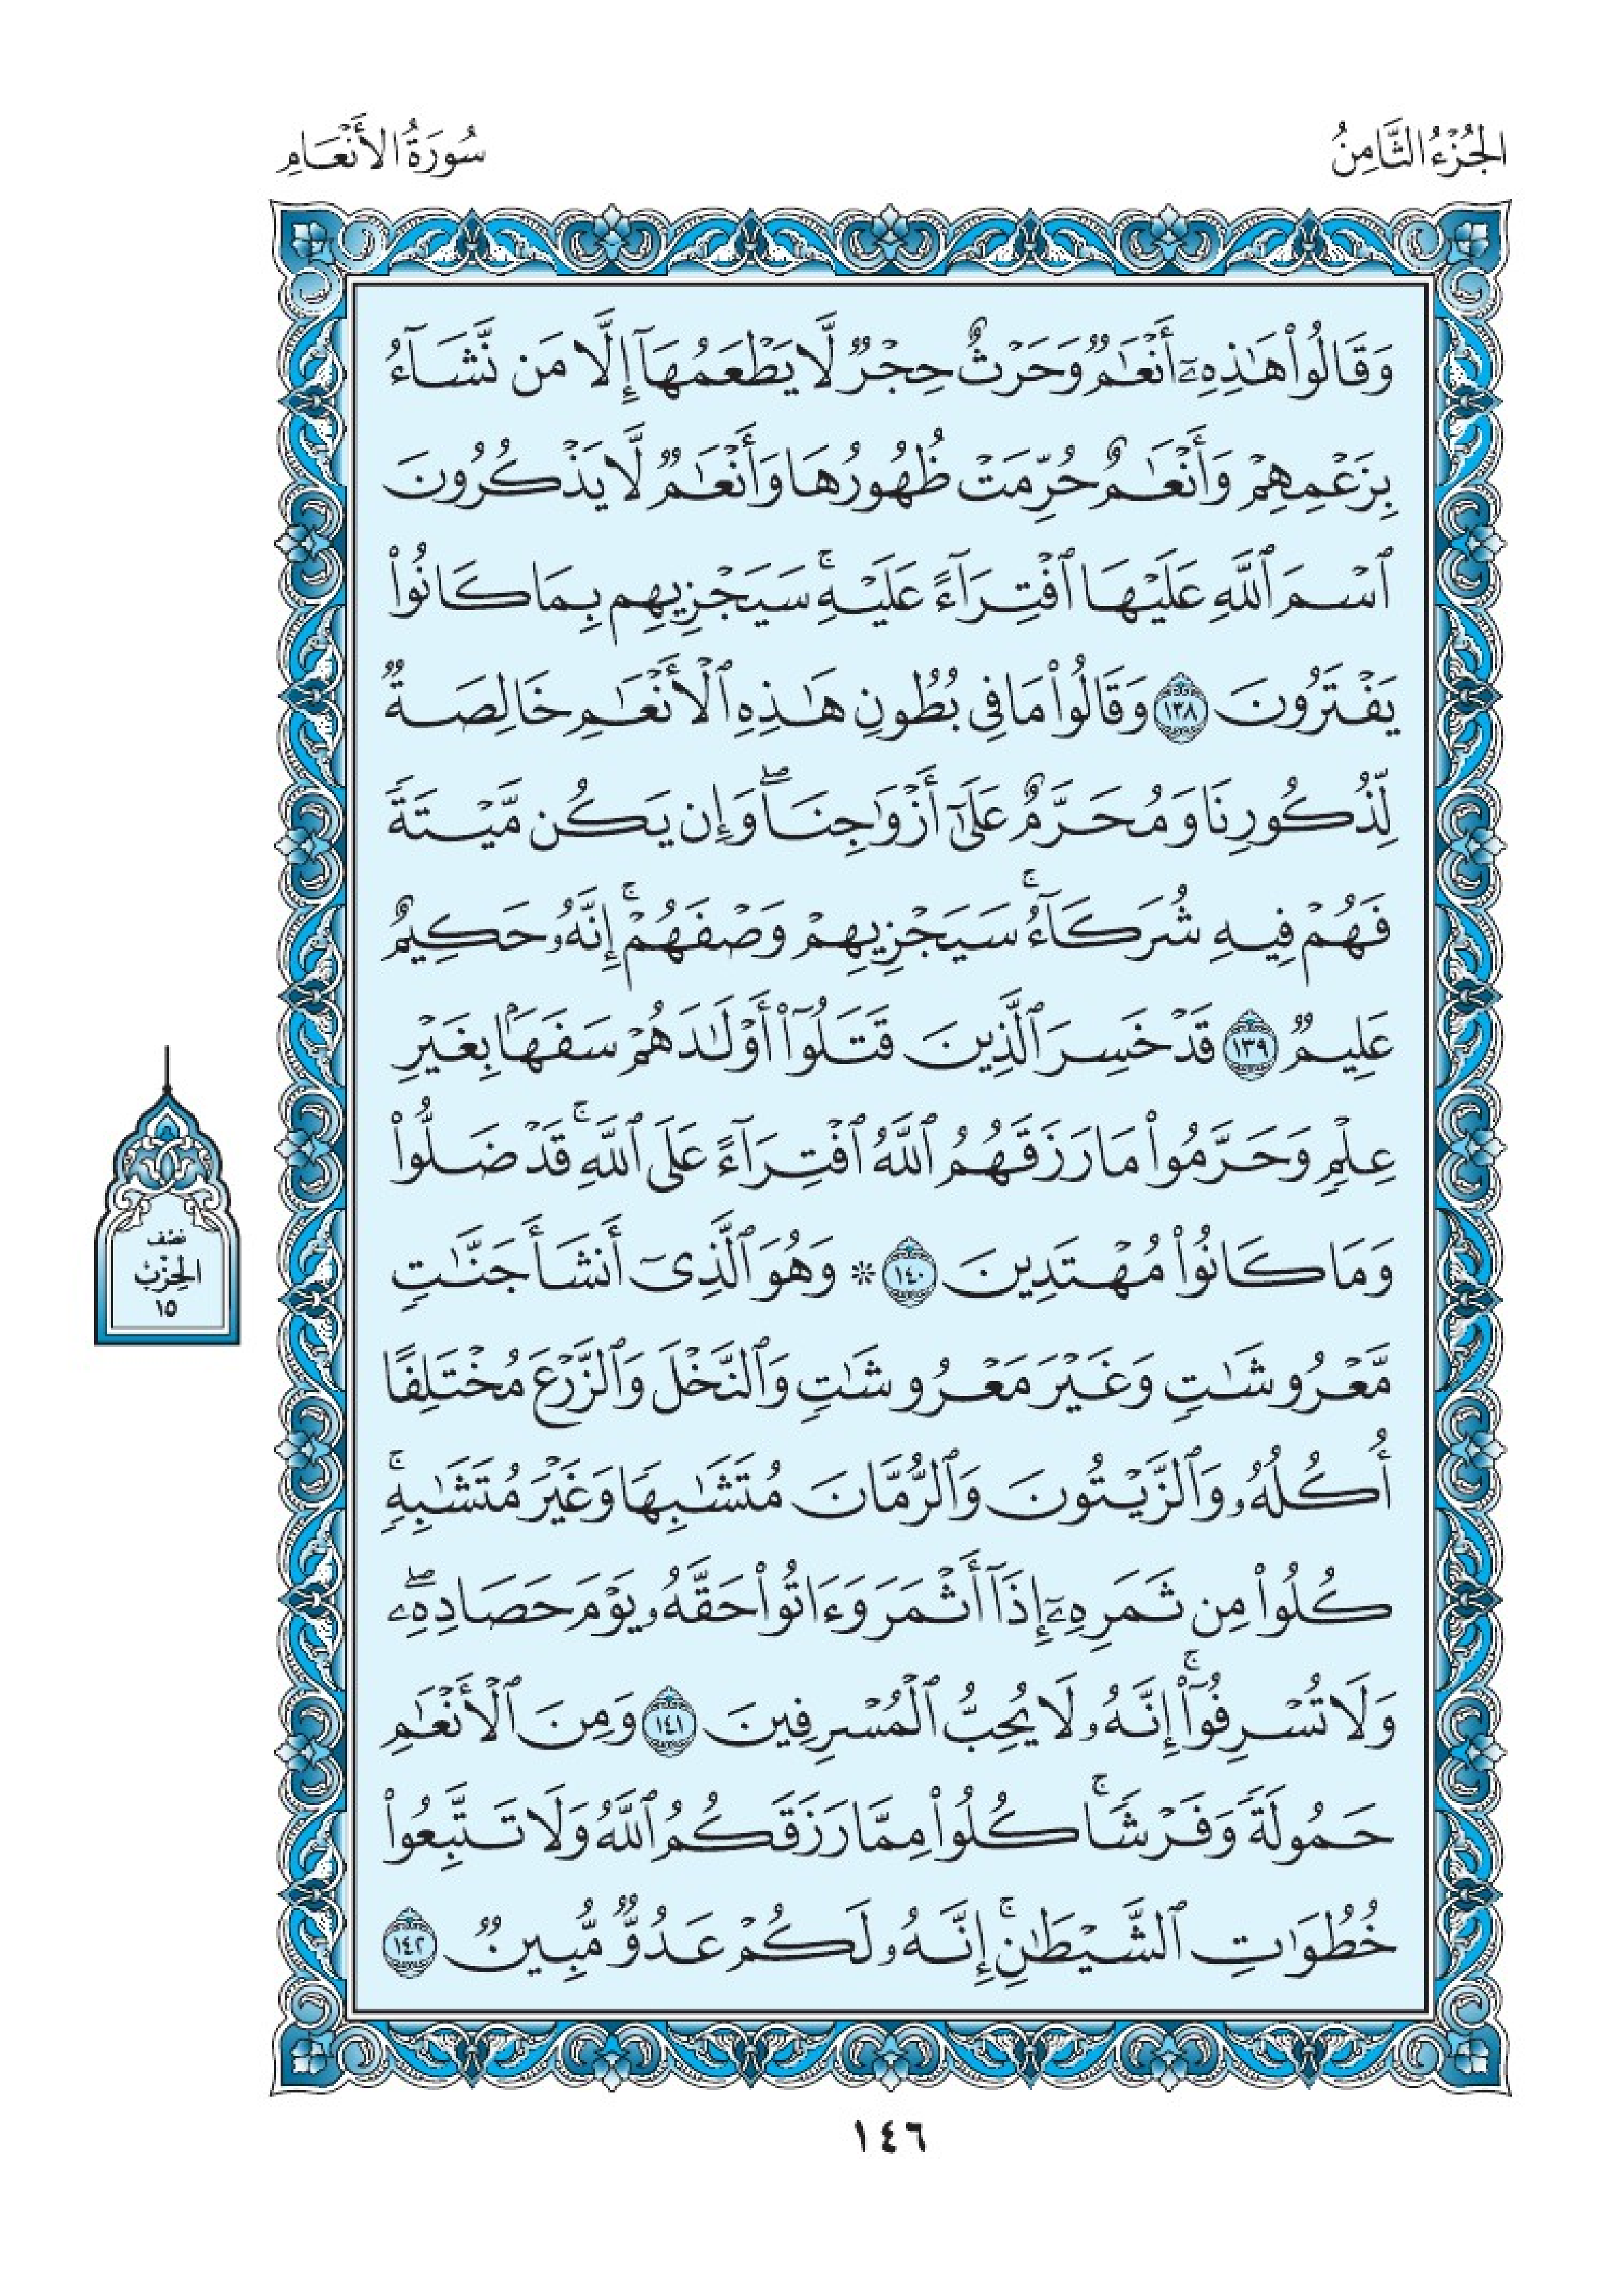 الجُزْءُ الثَّامِنُ
سُورَةُ الأَنْعَامِ
وَقَالُوا۟ هَـٰذِهِۦٓ أَنْعَـٰمٌۭ وَحَرْثٌ حِجْرٌۭ لَّا يَطْعَمُهَآ إِلَّا مَن نَّشَآءُ
بِزَعْمِهِمْ وَأَنْعَـٰمٌ حُرِّمَتْ ظُهُورُهَا وَأَنْعَـٰمٌۭ لَّا يَذْكُرُونَ
ٱسْمَ ٱللَّهِ عَلَيْهَا ٱفْتِرَآءً عَلَيْهِ ۚ سَيَجْزِيهِم بِمَا كَانُوا۟
يَفْتَرُونَ ١٣٨ وَقَالُوا۟ مَا فِى بُطُونِ هَـٰذِهِ ٱلْأَنْعَـٰمِ خَالِصَةٌۭ
لِّذُكُورِنَا وَمُحَرَّمٌ عَلَىٰٓ أَزْوَٰجِنَا ۖ وَإِن يَكُن مَّيْتَةًۭ
فَهُمْ فِيهِ شُرَكَآءُ ۚ سَيَجْزِيهِمْ وَصْفَهُمْ ۚ إِنَّهُۥ حَكِيمٌ
عَلِيمٌۭ ١٣٩ قَدْ خَسِرَ ٱلَّذِينَ قَتَلُوٓا۟ أَوْلَـٰدَهُمْ سَفَهًۢا بِغَيْرِ
عِلْمٍۢ وَحَرَّمُوا۟ مَا رَزَقَهُمُ ٱللَّهُ ٱفْتِرَآءً عَلَى ٱللَّهِ ۚ قَدْ ضَلُّوا۟
وَمَا كَانُوا۟ مُهْتَدِينَ ١٤٠ ۞ وَهُوَ ٱلَّذِىٓ أَنشَأَ جَنَّـٰتٍۢ
مَّعْرُوشَـٰتٍۢ وَغَيْرَ مَعْرُوشَـٰتٍۢ وَٱلنَّخْلَ وَٱلزَّرْعَ مُخْتَلِفًا
أُكُلُهُۥ وَٱلزَّيْتُونَ وَٱلرُّمَّانَ مُتَشَـٰبِهًۭا وَغَيْرَ مُتَشَـٰبِهٍۢ ۚ
كُلُوا۟ مِن ثَمَرِهِۦٓ إِذَآ أَثْمَرَ وَءَاتُوا۟ حَقَّهُۥ يَوْمَ حَصَادِهِۦ ۖ
وَلَا تُسْرِفُوٓا۟ ۚ إِنَّهُۥ لَا يُحِبُّ ٱلْمُسْرِفِينَ ١٤١ وَمِنَ ٱلْأَنْعَـٰمِ
حَمُولَةًۭ وَفَرْشًۭا ۚ كُلُوا۟ مِمَّا رَزَقَكُمُ ٱللَّهُ وَلَا تَتَّبِعُوا۟
خُطُوَٰتِ ٱلشَّيْطَـٰنِ ۚ إِنَّهُۥ لَكُمْ عَدُوٌّۭ مُّبِينٌۭ ١٤٢
نصف
الحِزْبُ
١٥
١٤٦